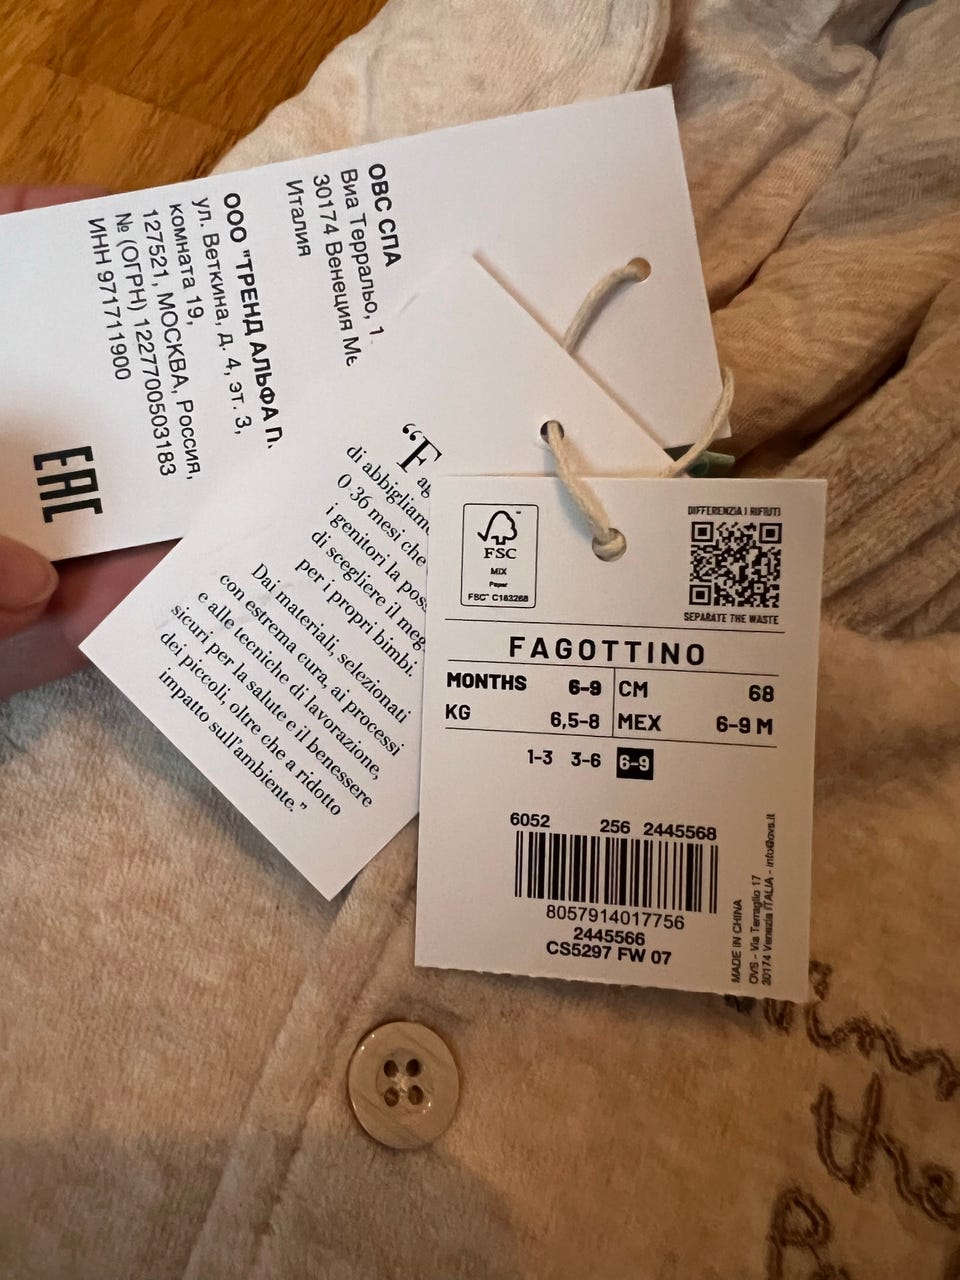 ОВС СПА
Виа Терральо, 1
30174 Венеция Ме
Италия
ООО "ТРЕНД АЛЬФА П.
ул. Веткина, д. 4, эт. 3,
комната 19,
127521, МОСКВА, Россия,
№ (ОГРН) 1227700503183
ИНН 971711900
EAC
“F
di abbigliam
0 36 mesi che
i genitori la pos
di scegliere il meg
per i propri bimbi.
Dai materiali, selezionati
con estrema cura, ai processi
e alle tecniche di lavorazione,
sicuri per la salute e il benessere
dei piccoli, oltre che a ridotto
impatto sull'ambiente.”
FSC
MIX
Paper
FSC™ C183268
DIFFERENZIA I RIFIUTI
SEPARATE THE WASTE
FAGOTTINO
MONTHS 6-9 CM 68
KG 6,5-8 MEX 6-9 M
1-3 3-6 6-9
6052 256 2445568
8057914017756
2445566
CS5297 FW 07
MADE IN CHINA
OVS - Via Terraglio 17
30174 Venezia ITALIA - info@ovs.it
the